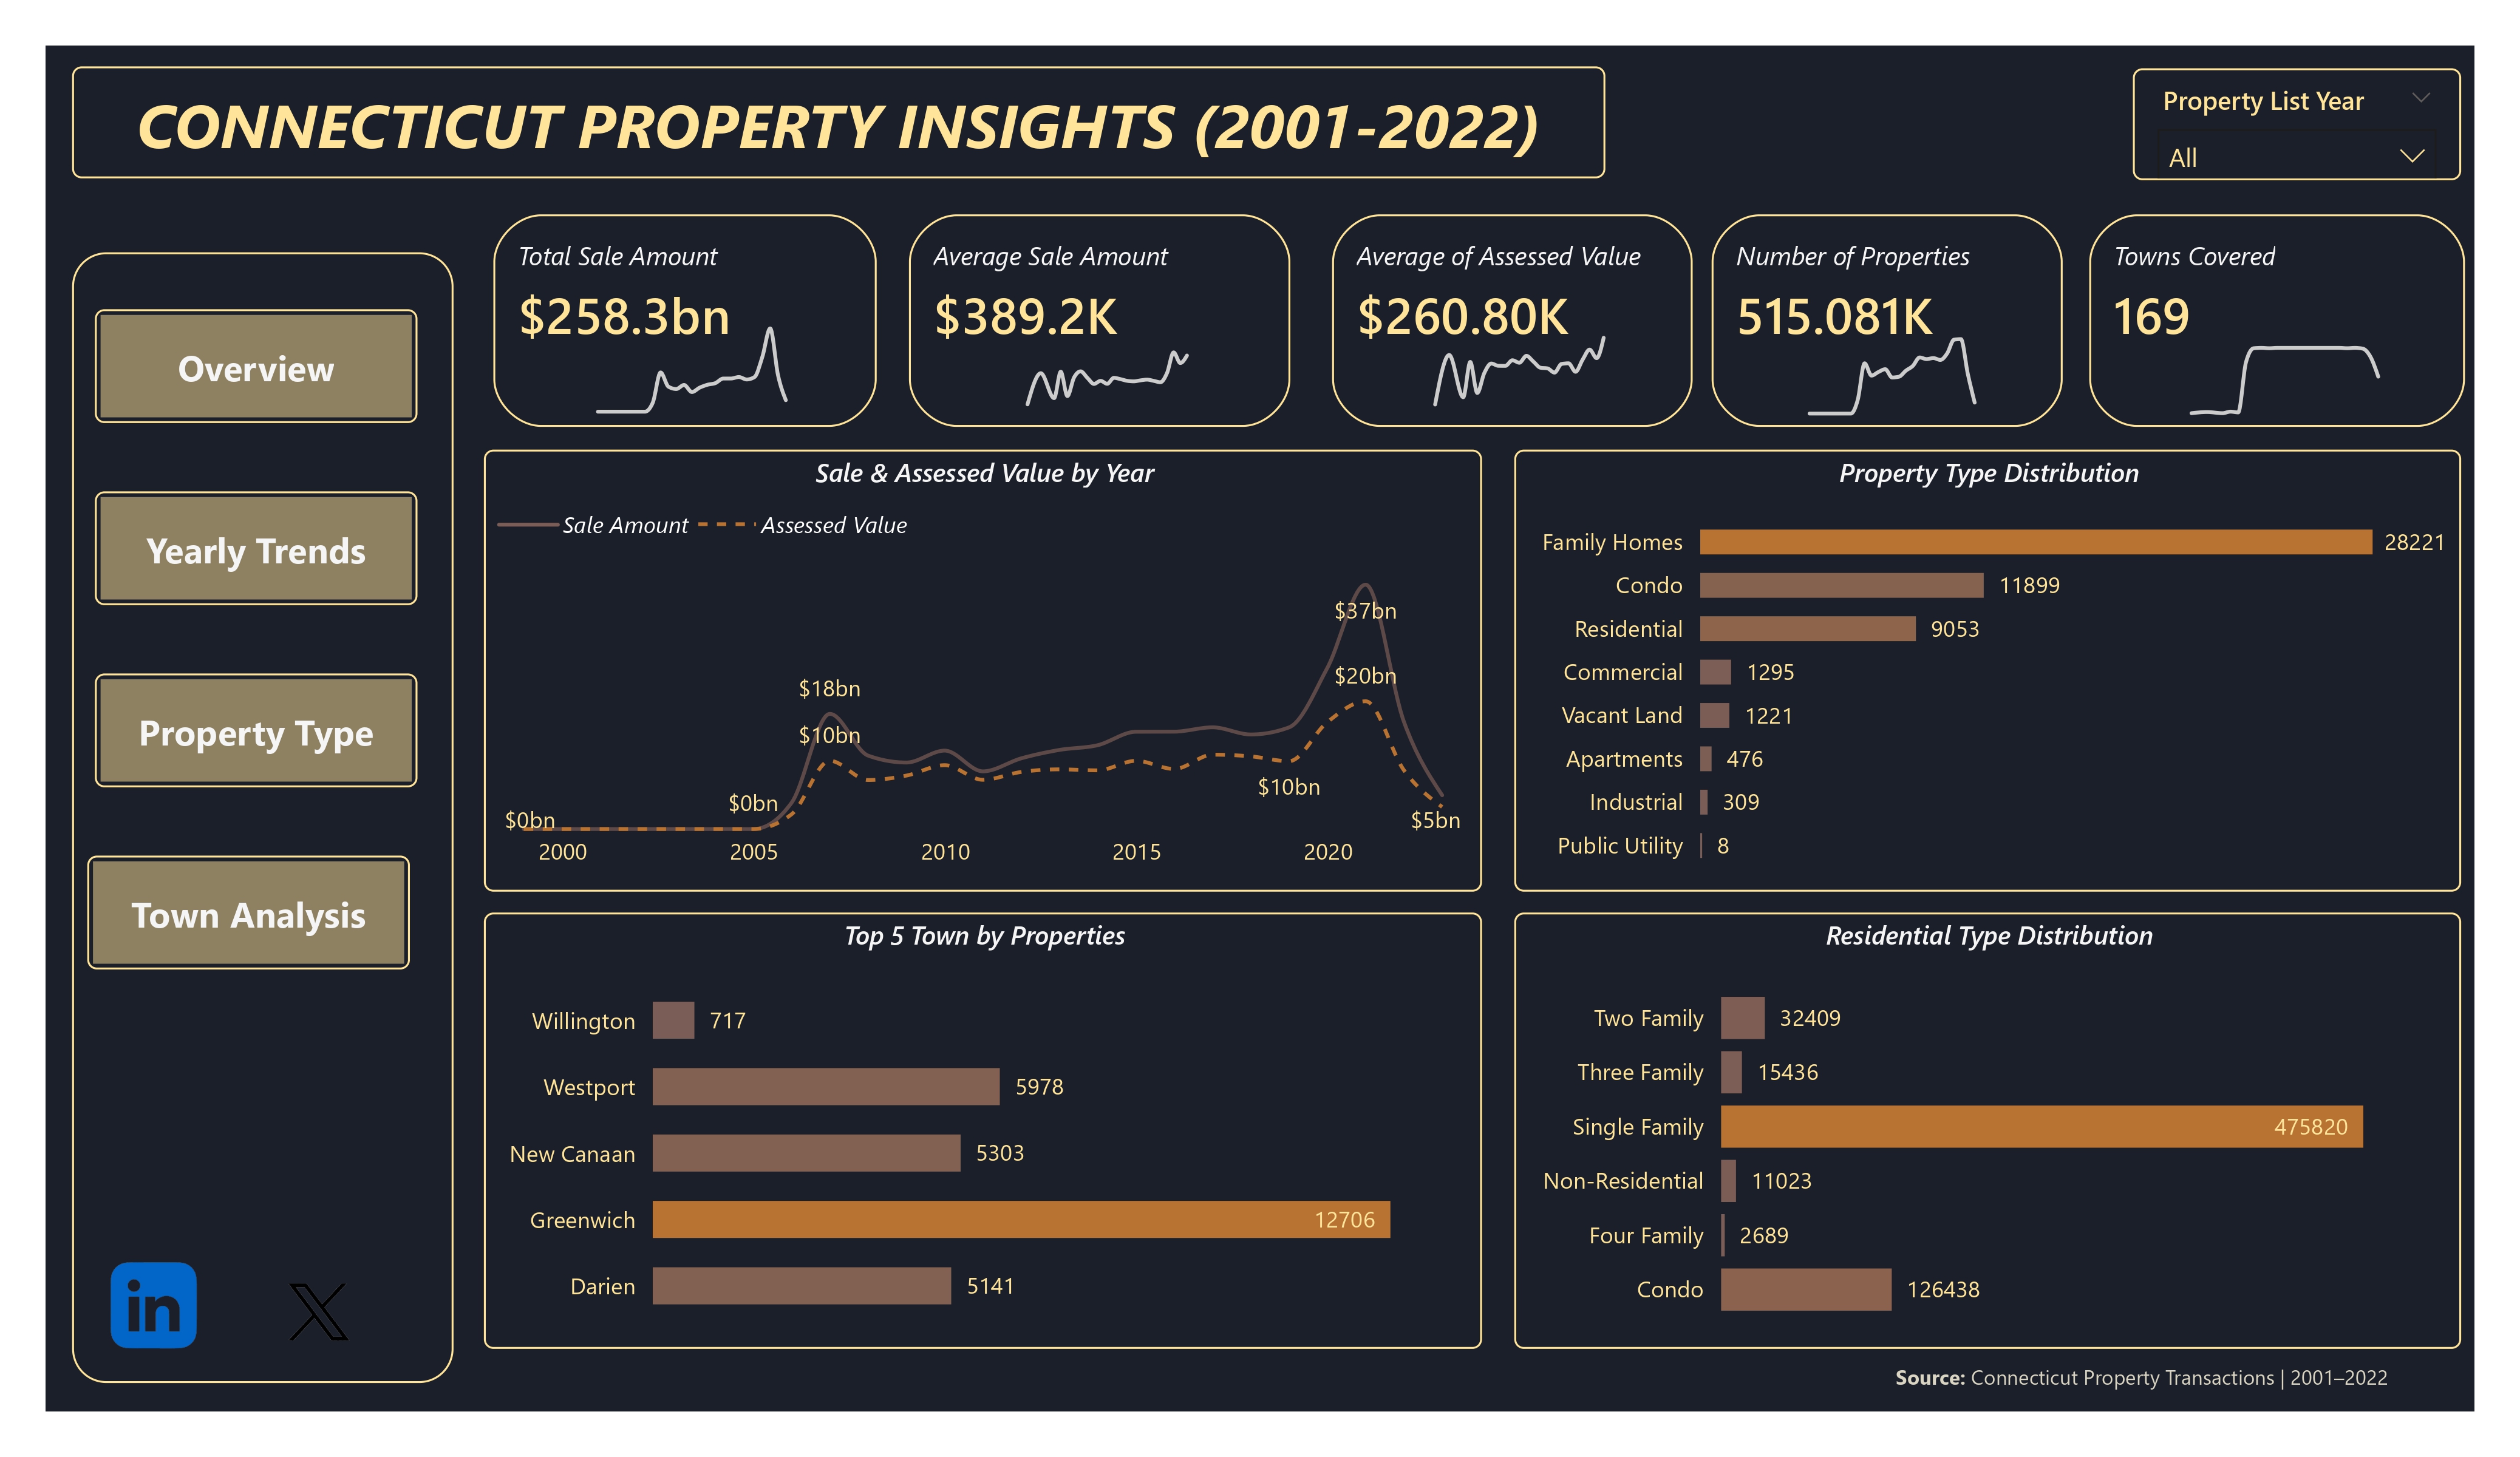 CONNECTICUT PROPERTY INSIGHTS (2001-2022)
Property List Year
All
Total Sale Amount
$258.3bn
Average Sale Amount
$389.2K
Average of Assessed Value
$260.80K
Number of Properties
515.081K
Towns Covered
169
Overview
Yearly Trends
Property Type
Town Analysis
in
Sale & Assessed Value by Year
Sale Amount
Assessed Value
$37bn
$20bn
$18bn
$10bn
$10bn
$0bn
$0bn
$5bn
2000
2005
2010
2015
2020
Property Type Distribution
Family Homes 28221
Condo 11899
Residential 9053
Commercial 1295
Vacant Land 1221
Apartments 476
Industrial 309
Public Utility 8
Top 5 Town by Properties
Willington 717
Westport 5978
New Canaan 5303
Greenwich 12706
Darien 5141
Residential Type Distribution
Two Family 32409
Three Family 15436
Single Family 475820
Non-Residential 11023
Four Family 2689
Condo 126438
Source: Connecticut Property Transactions | 2001–2022